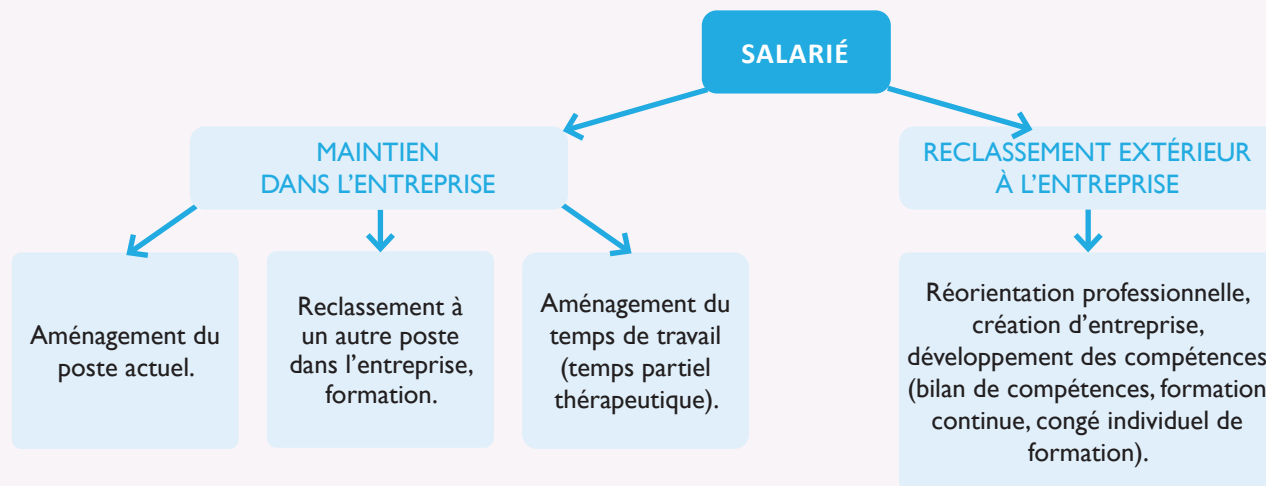 SALARIÉ
MAINTIEN
DANS L'ENTREPRISE
RECLASSEMENT EXTÉRIEUR
À L'ENTREPRISE
Aménagement du
poste actuel.
Reclassement à
un autre poste
dans l'entreprise,
formation.
Aménagement du
temps de travail
(temps partiel
thérapeutique).
Réorientation professionnelle,
création d'entreprise,
développement des compétences
(bilan de compétences, formation
continue, congé individuel de
formation).